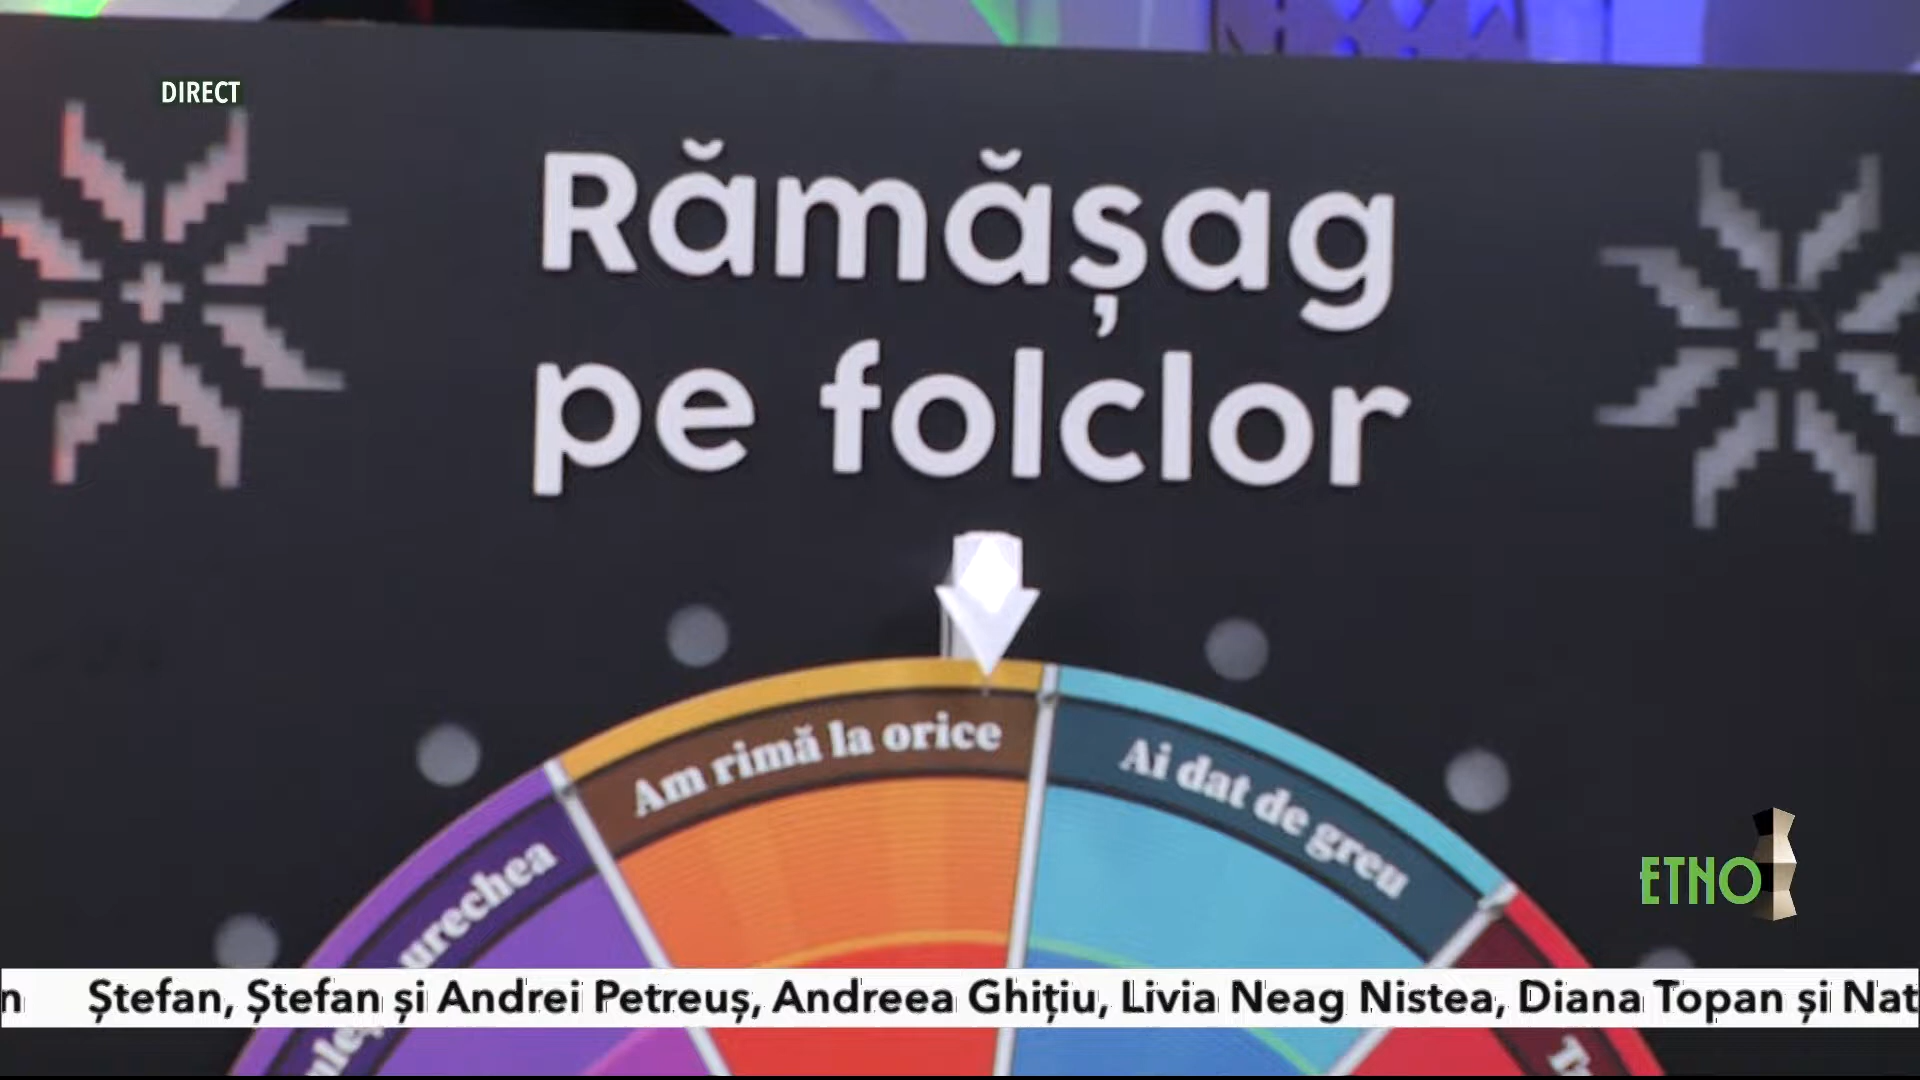 DIRECT
Rămășag
pe folclor
Am rimă la orice
Ai dat de greu
urechea
ETNO
Ștefan, Ștefan și Andrei Petreuș, Andreea Ghițiu, Livia Neag Nistea, Diana Topan și Nat